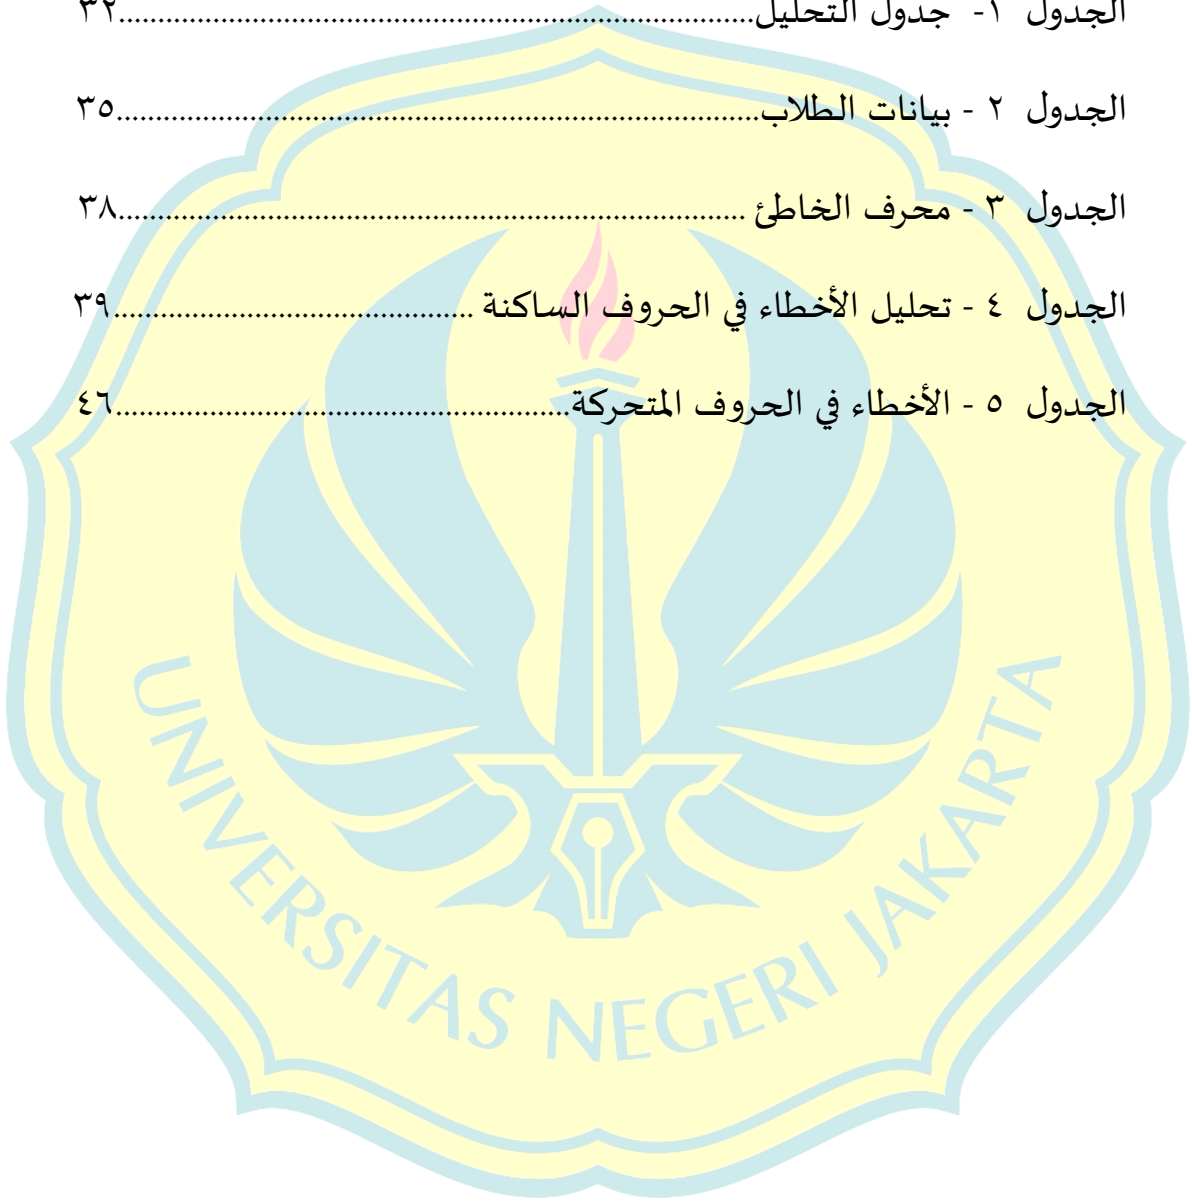 الجدول ١- جدول التحليل..................................................................................٣٢
الجدول ٢ - بيانات الطلاب..................................................................................٣٥
الجدول ٣ - محرف الخاطئ ................................................................................٣٨
الجدول ٤ - تحليل الأخطاء في الحروف الساكنة ..............................................٣٩
الجدول ٥ - الأخطاء في الحروف المتحركة..........................................................٤٦
UNIVERSITAS NEGERI JAKARTA